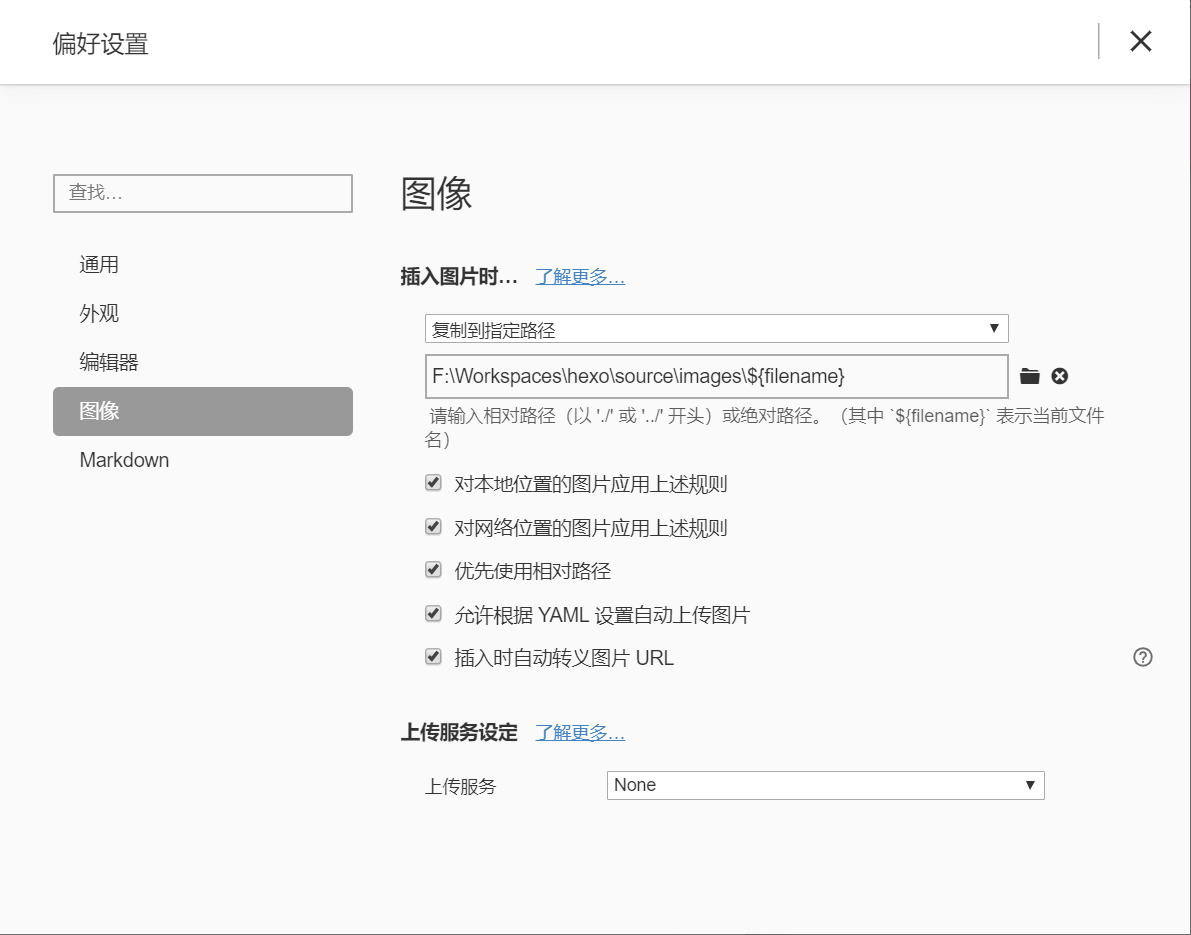 偏好设置
查找…
通用
外观
编辑器
图像
Markdown
图像
插入图片时… 了解更多…
复制到指定路径
F:\Workspaces\hexo\source\images\${filename}
请输入相对路径（以 './' 或 '../' 开头）或绝对路径。（其中 `${filename}` 表示当前文件
名）
对本地位置的图片应用上述规则
对网络位置的图片应用上述规则
优先使用相对路径
允许根据 YAML 设置自动上传图片
插入时自动转义图片 URL
上传服务设定 了解更多…
上传服务 None